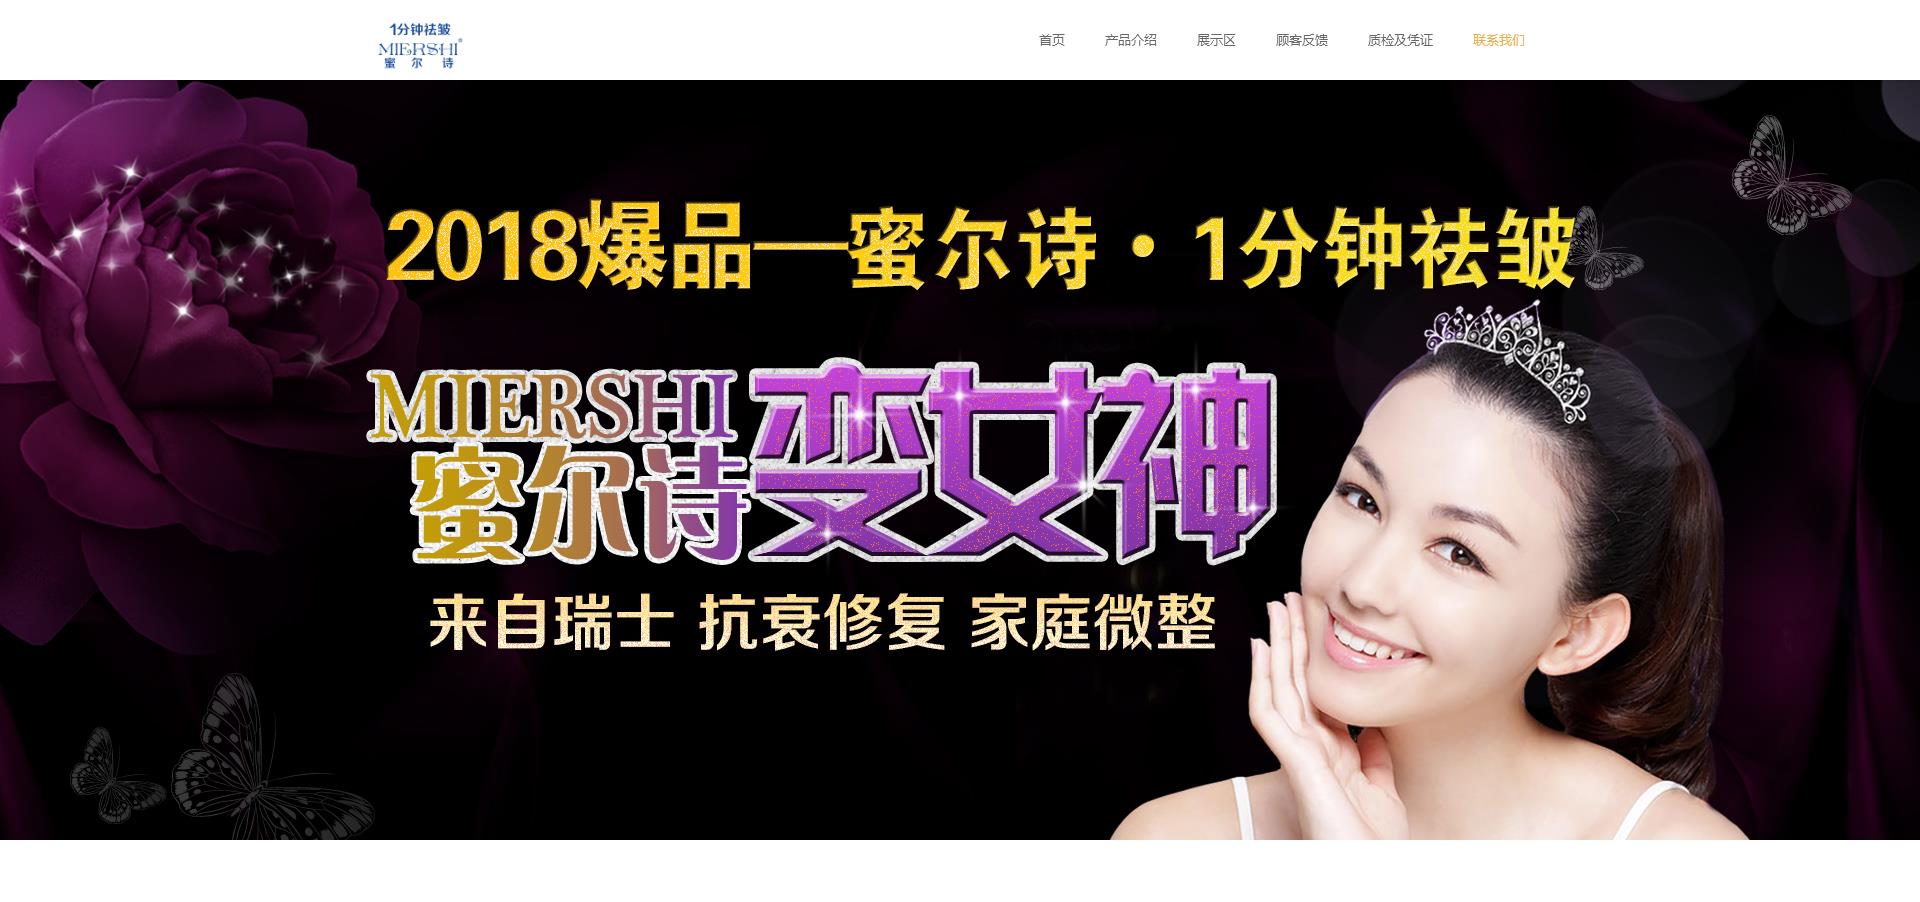 1分钟祛皱
MIERSHI®
蜜尔诗
首页 产品介绍 展示区 顾客反馈 质检及凭证 联系我们
2018爆品—蜜尔诗·1分钟祛皱
MIERSHI
蜜尔诗变女神
来自瑞士 抗衰修复 家庭微整